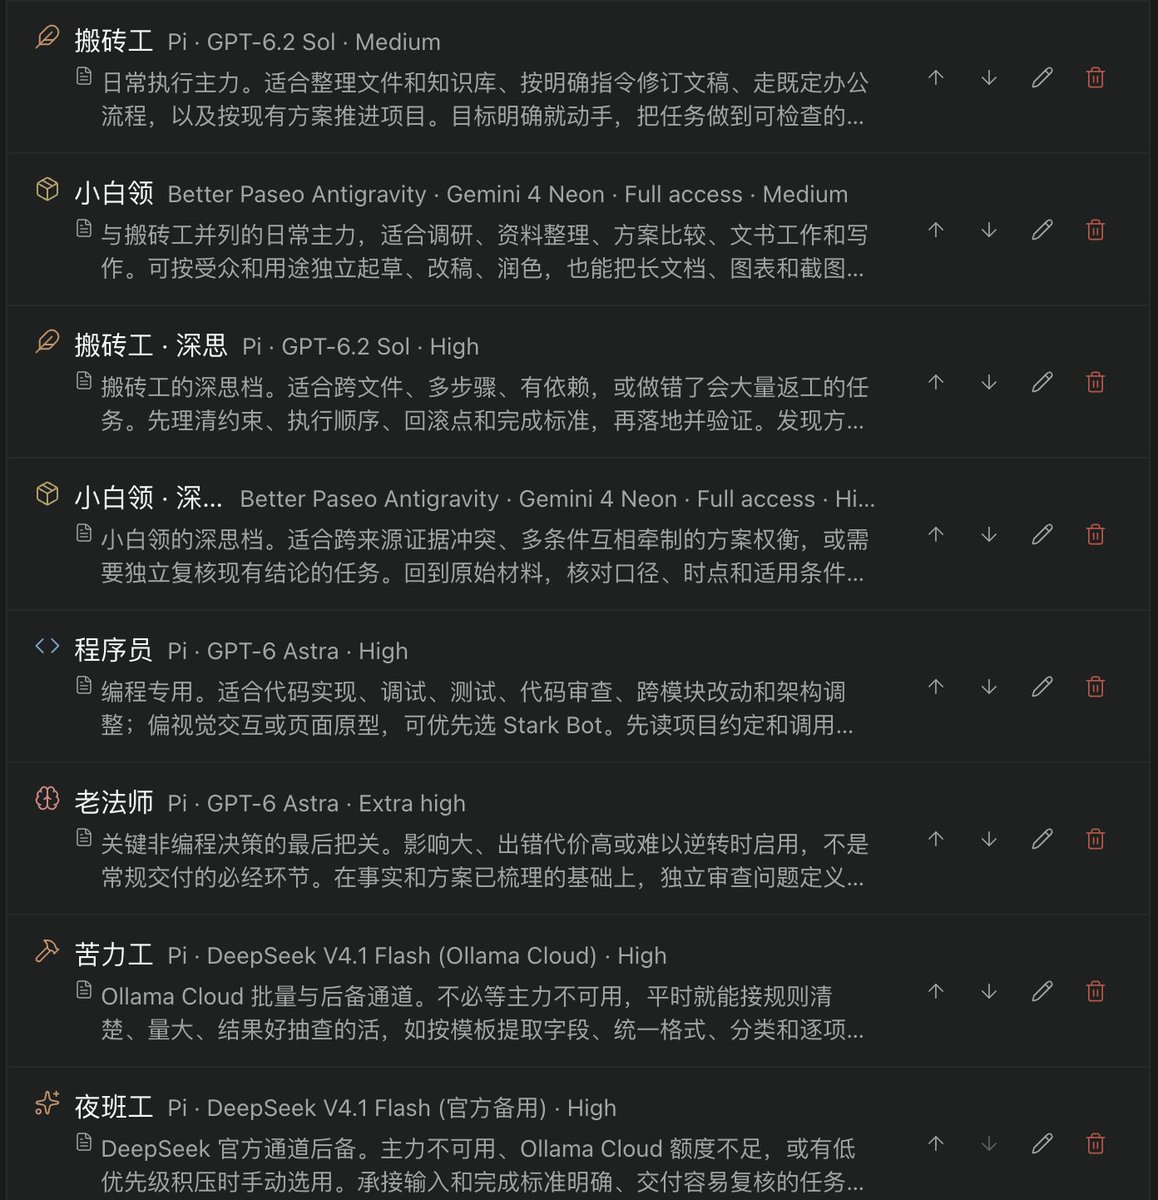 搬砖工 Pi · GPT-6.2 Sol · Medium
日常执行主力。适合整理文件和知识库、按明确指令修订文稿、走既定办公
流程，以及按现有方案推进项目。目标明确就动手，把任务做到可检查的...
小白领 Better Paseo Antigravity · Gemini 4 Neon · Full access · Medium
与搬砖工并列的日常主力，适合调研、资料整理、方案比较、文书工作和写
作。可按受众和用途独立起草、改稿、润色，也能把长文档、图表和截图...
搬砖工 · 深思 Pi · GPT-6.2 Sol · High
搬砖工的深思档。适合跨文件、多步骤、有依赖，或做错了会大量返工的任
务。先理清约束、执行顺序、回滚点和完成标准，再落地并验证。发现方...
小白领 · 深... Better Paseo Antigravity · Gemini 4 Neon · Full access · Hi...
小白领的深思档。适合跨来源证据冲突、多条件互相牵制的方案权衡，或需
要独立复核现有结论的任务。回到原始材料，核对口径、时点和适用条件...
程序员 Pi · GPT-6 Astra · High
编程专用。适合代码实现、调试、测试、代码审查、跨模块改动和架构调
整；偏视觉交互或页面原型，可优先选 Stark Bot。先读项目约定和调用...
老法师 Pi · GPT-6 Astra · Extra high
关键非编程决策的最后把关。影响大、出错代价高或难以逆转时启用，不是
常规交付的必经环节。在事实和方案已梳理的基础上，独立审查问题定义...
苦力工 Pi · DeepSeek V4.1 Flash (Ollama Cloud) · High
Ollama Cloud 批量与后备通道。不必等主力不可用，平时就能接规则清
楚、量大、结果好抽查的活，如按模板提取字段、统一格式、分类和逐项...
夜班工 Pi · DeepSeek V4.1 Flash (官方备用) · High
DeepSeek 官方通道后备。主力不可用、Ollama Cloud 额度不足，或有低
优先级积压时手动选用。承接输入和完成标准明确、交付容易复核的任务...